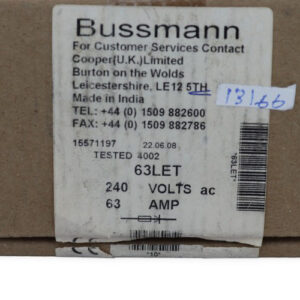 Bussmann
For Customer Services Contact
Cooper(U.K.)Limited
Burton on the Wolds
Leicestershire, LE12 5TH
Made in India
TEL: +44 (0) 1509 882600
FAX: +44 (0) 1509 882786
13166
15571197 22.06.08
TESTED 4002
63LET
240 VOLTS ac
63 AMP
*63LET*
CE
*10*